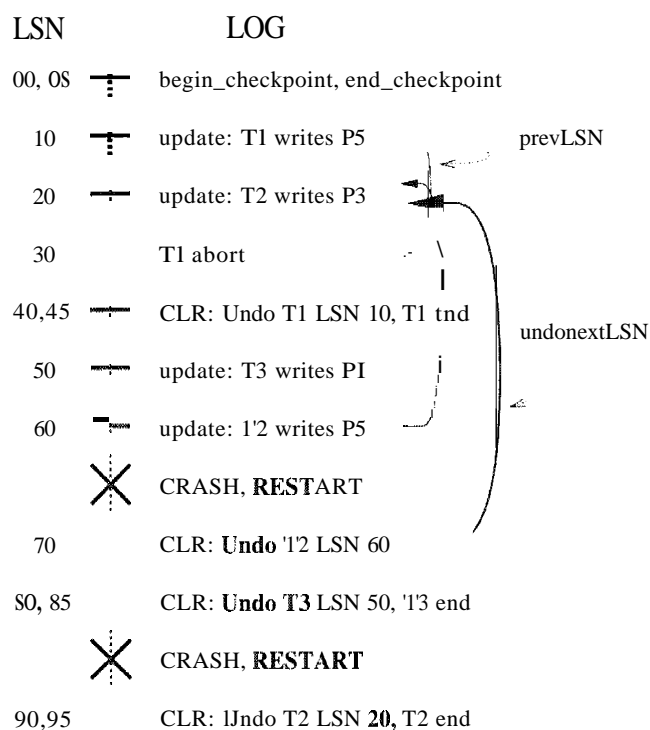 LSN LOG
00, 0S begin_checkpoint, end_checkpoint
10 update: T1 writes P5 prevLSN
20 update: T2 writes P3
30 T1 abort
40,45 CLR: Undo T1 LSN 10, T1 tnd
undonextLSN
50 update: T3 writes PI
60 update: 1'2 writes P5
CRASH, RESTART
70 CLR: Undo '1'2 LSN 60
S0, 85 CLR: Undo T3 LSN 50, '1'3 end
CRASH, RESTART
90,95 CLR: lJndo T2 LSN 20, T2 end